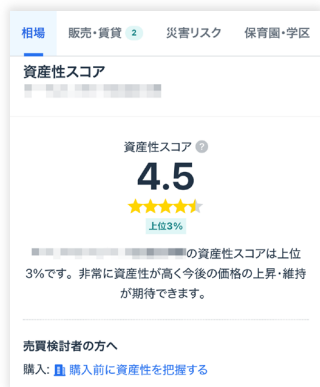 相場 販売・賃貸 2 災害リスク 保育園・学区
資産性スコア
資産性スコア ?
4.5
上位3%
の資産性スコアは上位
3%です。非常に資産性が高く今後の価格の上昇・維持
が期待できます。
売買検討者の方へ
購入: 購入前に資産性を把握する